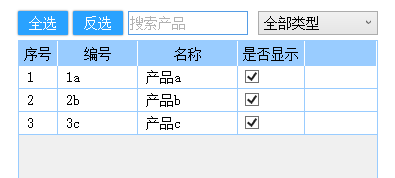 全选 反选 搜索产品 全部类型
序号 编号 名称 是否显示
1 1a 产品a
2 2b 产品b
3 3c 产品c